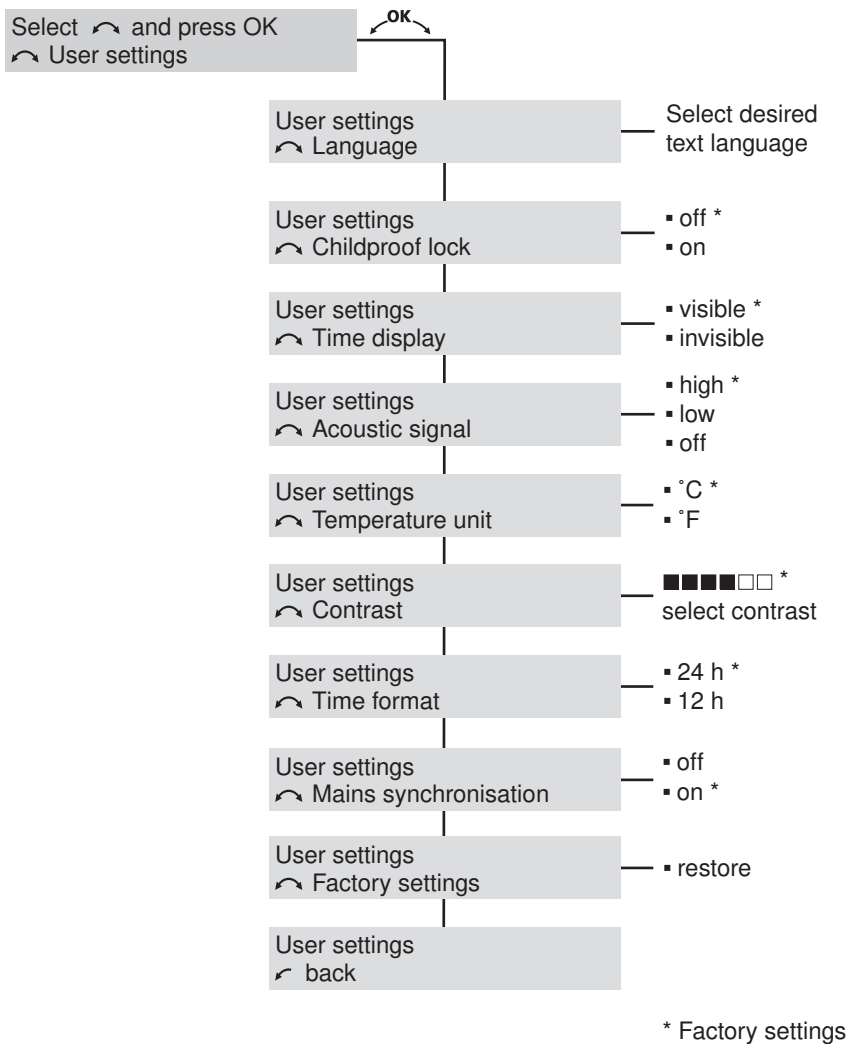 Select and press OK
OK
User settings
User settings
Language
Select desired
text language
User settings
Childproof lock
▪ off *
▪ on
User settings
Time display
▪ visible *
▪ invisible
User settings
Acoustic signal
▪ high *
▪ low
▪ off
User settings
Temperature unit
▪ ˚C *
▪ ˚F
User settings
Contrast
■■■■□□ *
select contrast
User settings
Time format
▪ 24 h *
▪ 12 h
User settings
Mains synchronisation
▪ off
▪ on *
User settings
Factory settings
▪ restore
User settings
back
* Factory settings